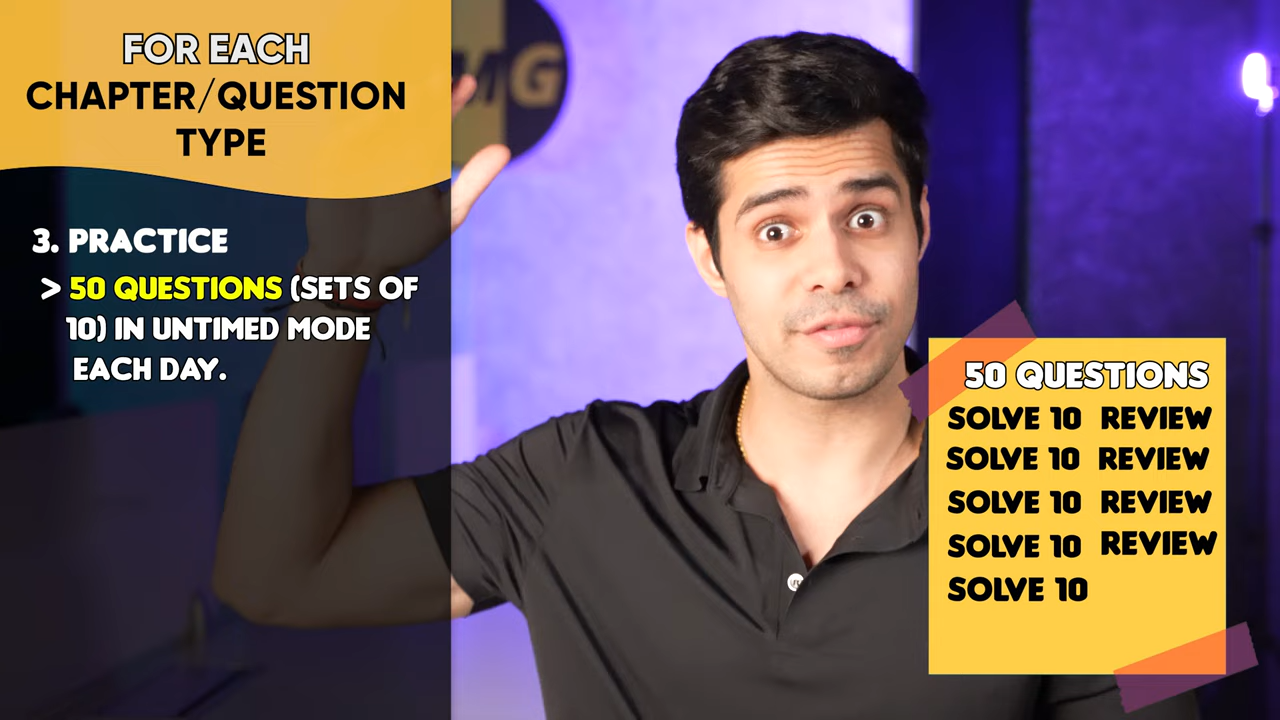 FOR EACH
CHAPTER/QUESTION
TYPE
3. PRACTICE
> 50 QUESTIONS (SETS OF
10) IN UNTIMED MODE
EACH DAY.
50 QUESTIONS
SOLVE 10 REVIEW
SOLVE 10 REVIEW
SOLVE 10 REVIEW
SOLVE 10 REVIEW
SOLVE 10